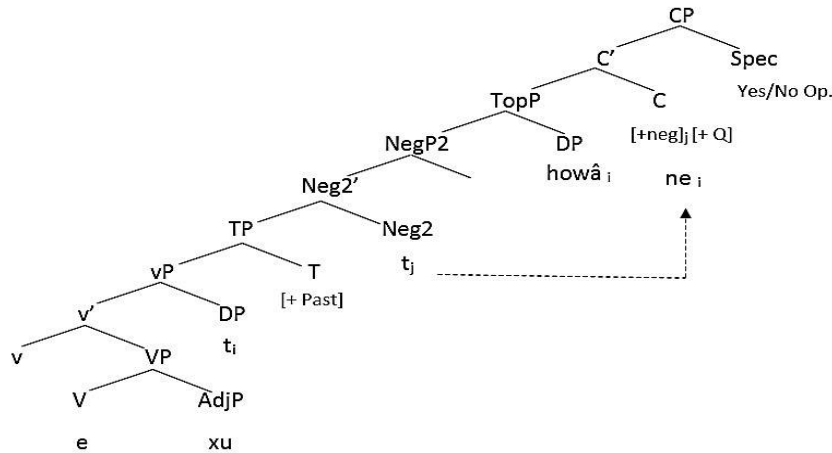 CP
C' Spec
Yes/No Op.
TopP C
[+neg]j [+ Q]
NegP2 DP
howâ i ne i
Neg2'
TP Neg2
tj
vP T
[+ Past]
v' DP
ti
v VP
V AdjP
e xu